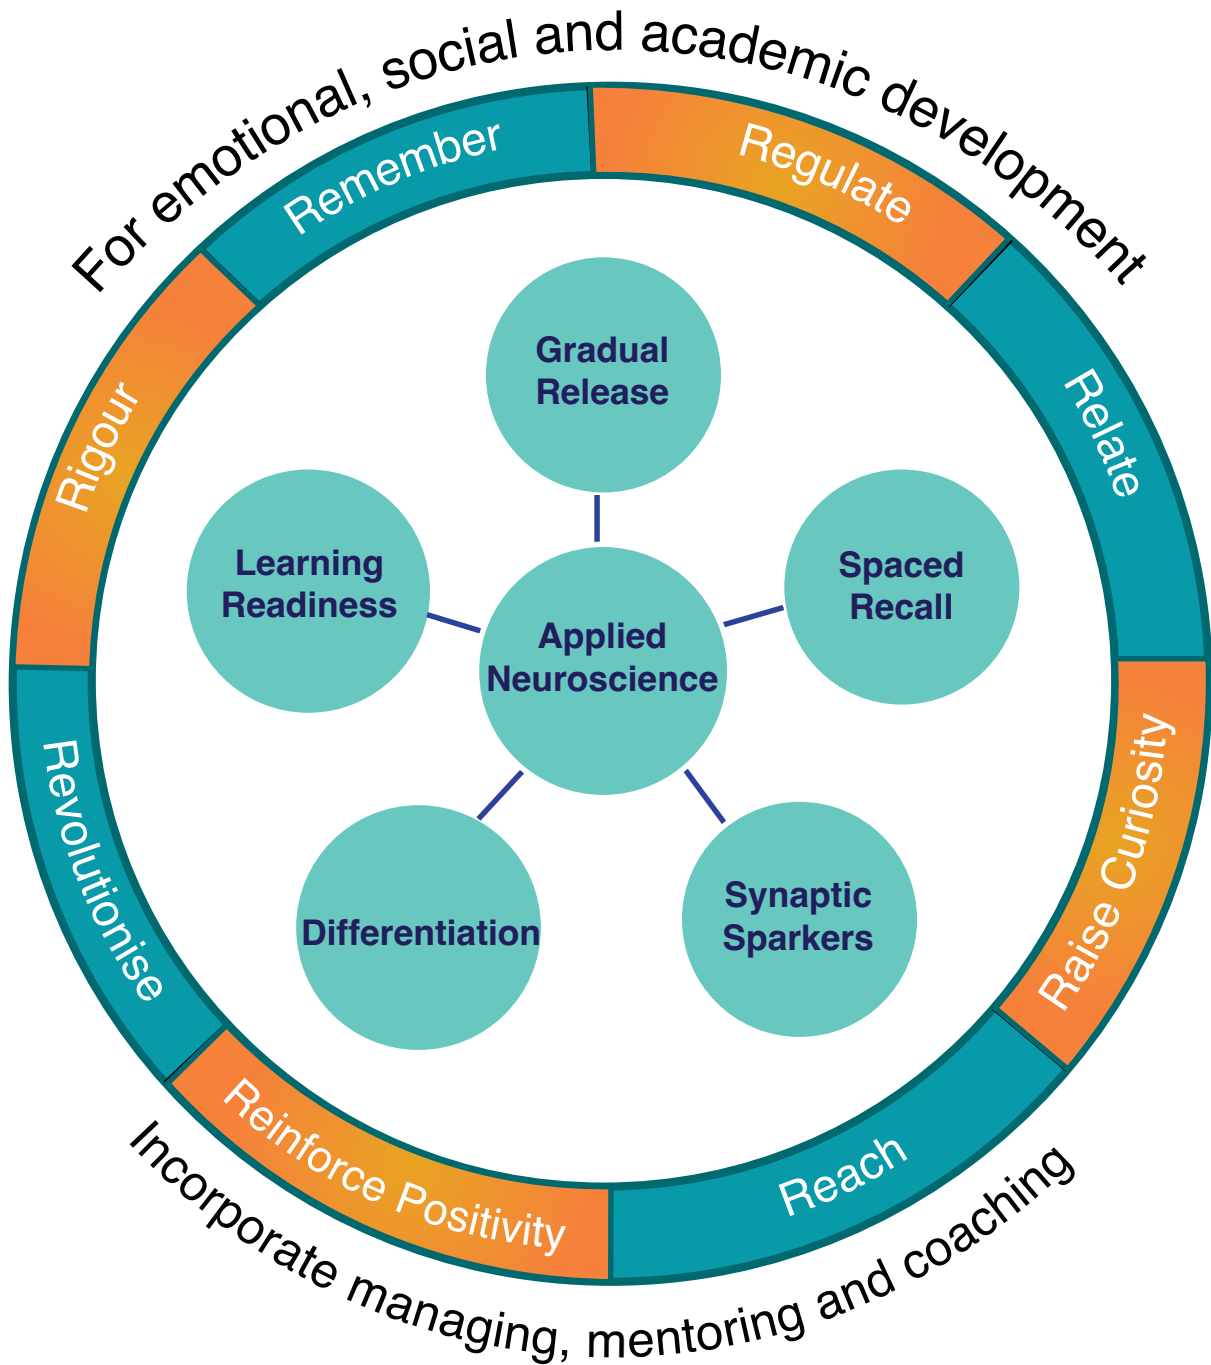 For emotional, social and academic development
Remember
Regulate
Relate
Raise Curiosity
Reach
Reinforce Positivity
Revolutionise
Rigour
Gradual
Release
Spaced
Recall
Synaptic
Sparkers
Differentiation
Learning
Readiness
Applied
Neuroscience
Incorporate managing, mentoring and coaching